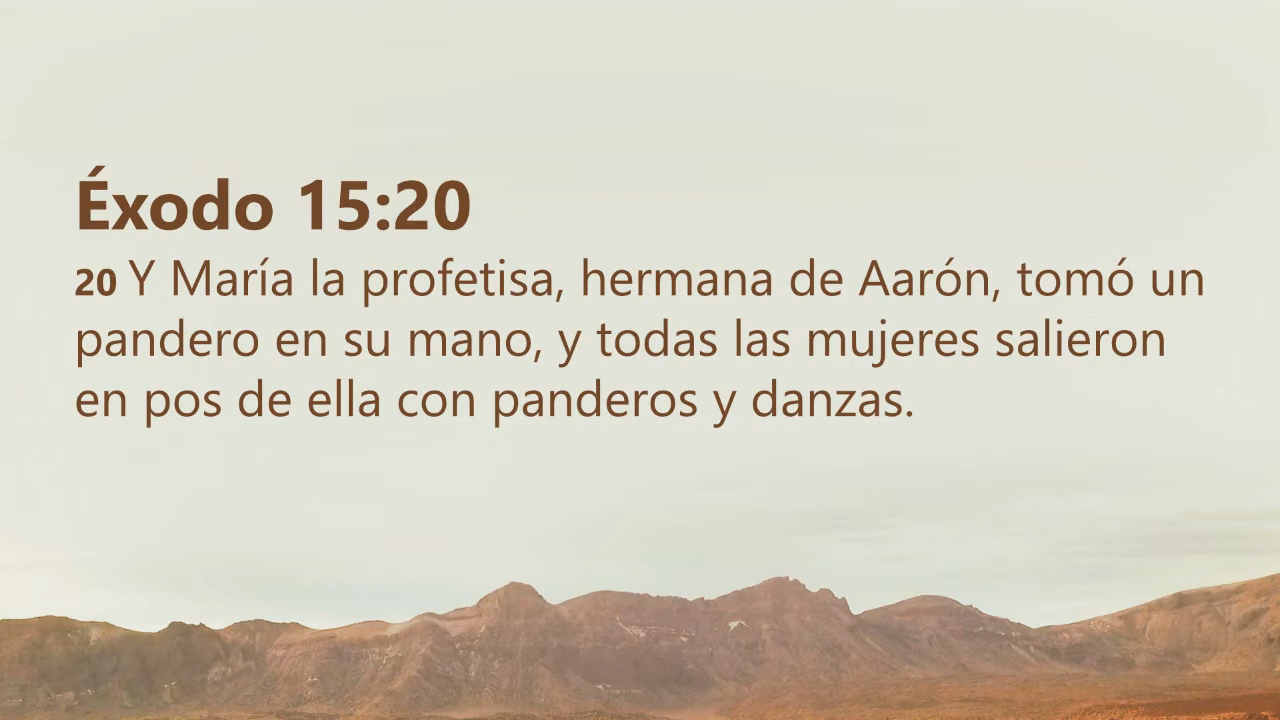 Éxodo 15:20
20 Y María la profetisa, hermana de Aarón, tomó un
pandero en su mano, y todas las mujeres salieron
en pos de ella con panderos y danzas.